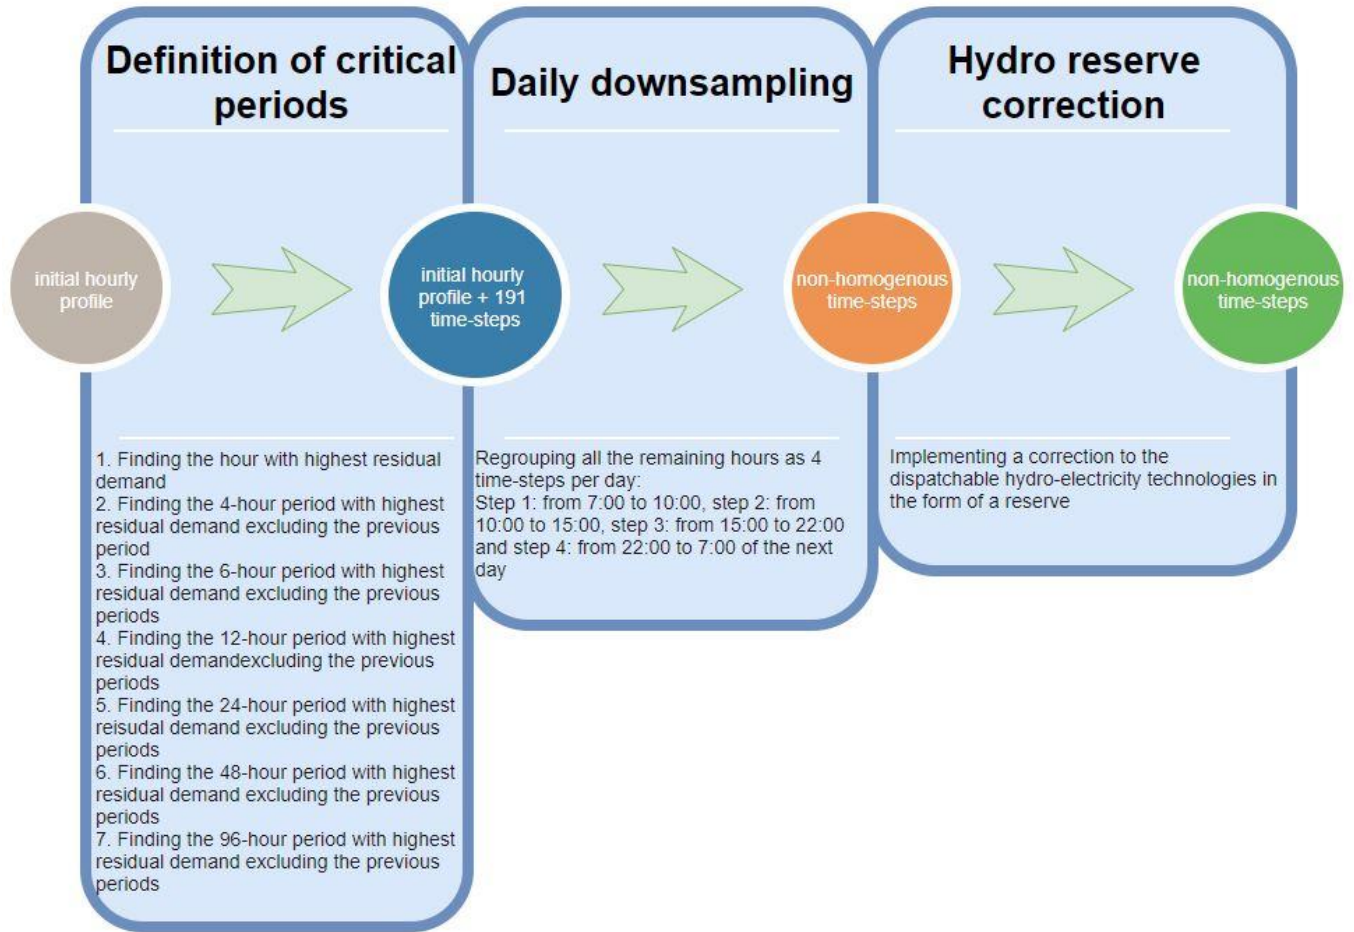 Definition of critical
periods
Daily downsampling
Hydro reserve
correction
initial hourly
profile
initial hourly
profile + 191
time-steps
non-homogenous
time-steps
non-homogenous
time-steps
1. Finding the hour with highest residual
demand
2. Finding the 4-hour period with highest
residual demand excluding the previous
period
3. Finding the 6-hour period with highest
residual demand excluding the previous
periods
4. Finding the 12-hour period with highest
residual demandexcluding the previous
periods
5. Finding the 24-hour period with highest
reisudal demand excluding the previous
periods
6. Finding the 48-hour period with highest
residual demand excluding the previous
periods
7. Finding the 96-hour period with highest
residual demand excluding the previous
periods
Regrouping all the remaining hours as 4
time-steps per day:
Step 1: from 7:00 to 10:00, step 2: from
10:00 to 15:00, step 3: from 15:00 to 22:00
and step 4: from 22:00 to 7:00 of the next
day
Implementing a correction to the
dispatchable hydro-electricity technologies in
the form of a reserve